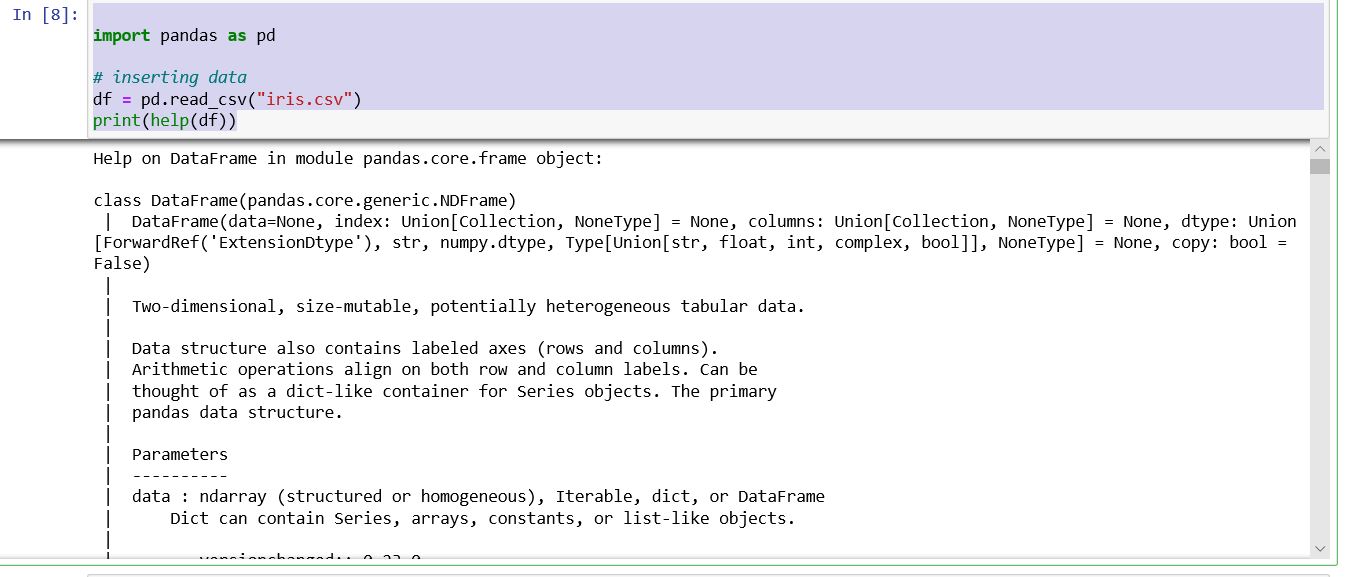 In [8]:
import pandas as pd
# inserting data
df = pd.read_csv("iris.csv")
print(help(df))
Help on DataFrame in module pandas.core.frame object:
class DataFrame(pandas.core.generic.NDFrame)
 |  DataFrame(data=None, index: Union[Collection, NoneType] = None, columns: Union[Collection, NoneType] = None, dtype: Union
[ForwardRef('ExtensionDtype'), str, numpy.dtype, Type[Union[str, float, int, complex, bool]], NoneType] = None, copy: bool =
False)
 |
 |  Two-dimensional, size-mutable, potentially heterogeneous tabular data.
 |
 |  Data structure also contains labeled axes (rows and columns).
 |  Arithmetic operations align on both row and column labels. Can be
 |  thought of as a dict-like container for Series objects. The primary
 |  pandas data structure.
 |
 |  Parameters
 |  ----------
 |  data : ndarray (structured or homogeneous), Iterable, dict, or DataFrame
 |      Dict can contain Series, arrays, constants, or list-like objects.
 |